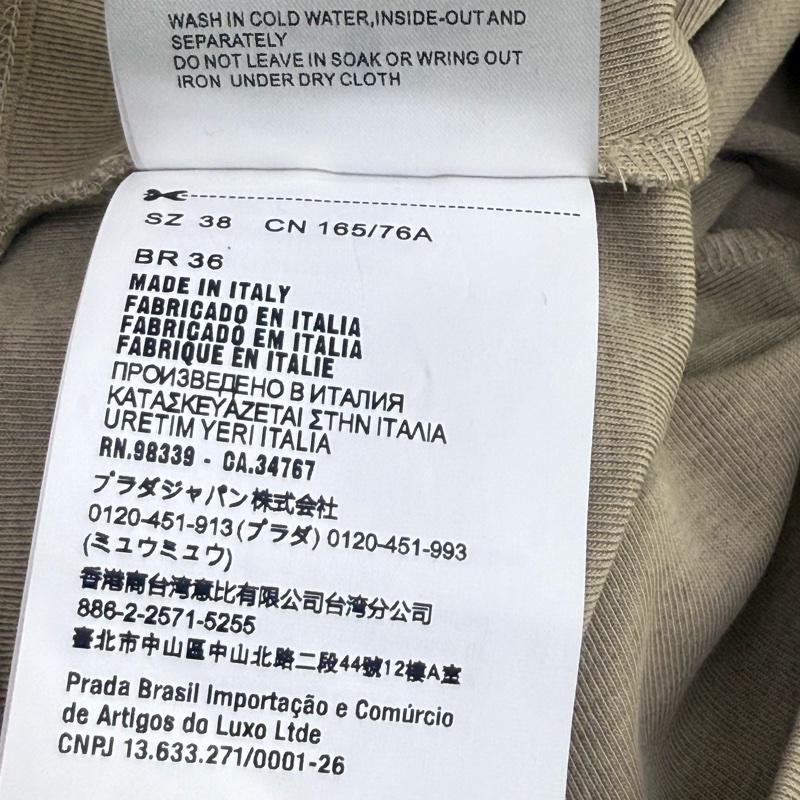 WASH IN COLD WATER,INSIDE-OUT AND
SEPARATELY
DO NOT LEAVE IN SOAK OR WRING OUT
IRON UNDER DRY CLOTH
SZ 38 CN 165/76A
BR 36
MADE IN ITALY
FABRICADO EN ITALIA
FABRICADO EM ITALIA
FABRIQUE EN ITALIE
ПРОИЗВЕДЕНО В ИТАЛИЯ
ΚΑΤΑΣΚΕΥΑΖΕΤΑΙ ΣΤΗΝ ΙΤΑΛΙΑ
URETIM YERI ITALIA
RN.98339 - CA.34767
プラダジャパン株式会社
0120-451-913(プラダ) 0120-451-993
(ミュウミュウ)
香港商台湾意比有限公司台湾分公司
886-2-2571-5255
臺北市中山區中山北路二段44號12樓A室
Prada Brasil Importação e Comúrcio
de Artigos do Luxo Ltde
CNPJ 13.633.271/0001-26